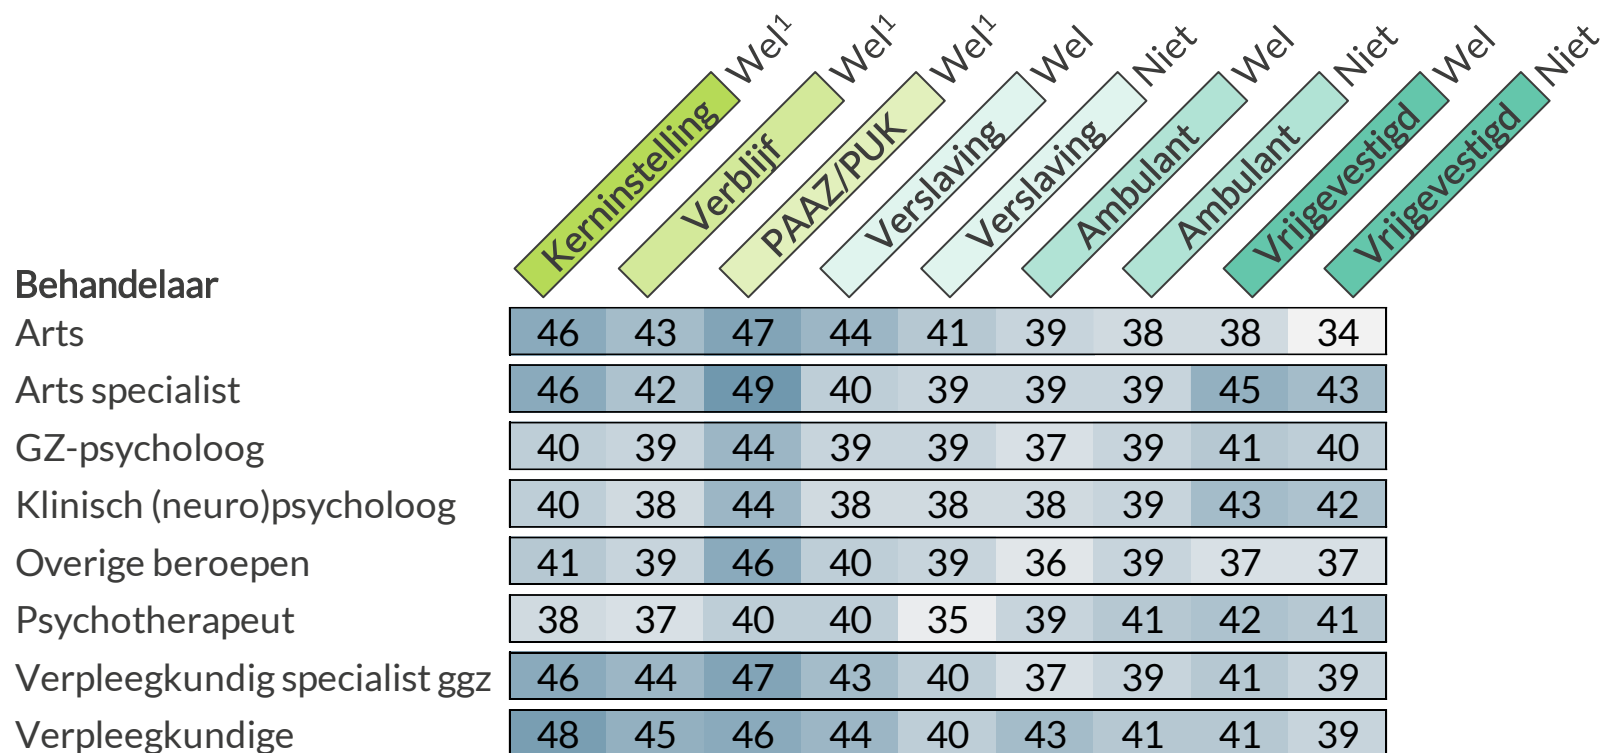 Wel¹ Wel¹ Wel¹ Wel Niet Wel Niet Wel Niet
Kerninstelling Verblijf PAAZ/PUK Verslaving Verslaving Ambulant Ambulant Vrijgevestigd Vrijgevestigd
Behandelaar
Arts 46 43 47 44 41 39 38 38 34
Arts specialist 46 42 49 40 39 39 39 45 43
GZ-psycholoog 40 39 44 39 39 37 39 41 40
Klinisch (neuro)psycholoog 40 38 44 38 38 38 39 43 42
Overige beroepen 41 39 46 40 39 36 39 37 37
Psychotherapeut 38 37 40 40 35 39 41 42 41
Verpleegkundig specialist ggz 46 44 47 43 40 37 39 41 39
Verpleegkundige 48 45 46 44 40 43 41 41 39